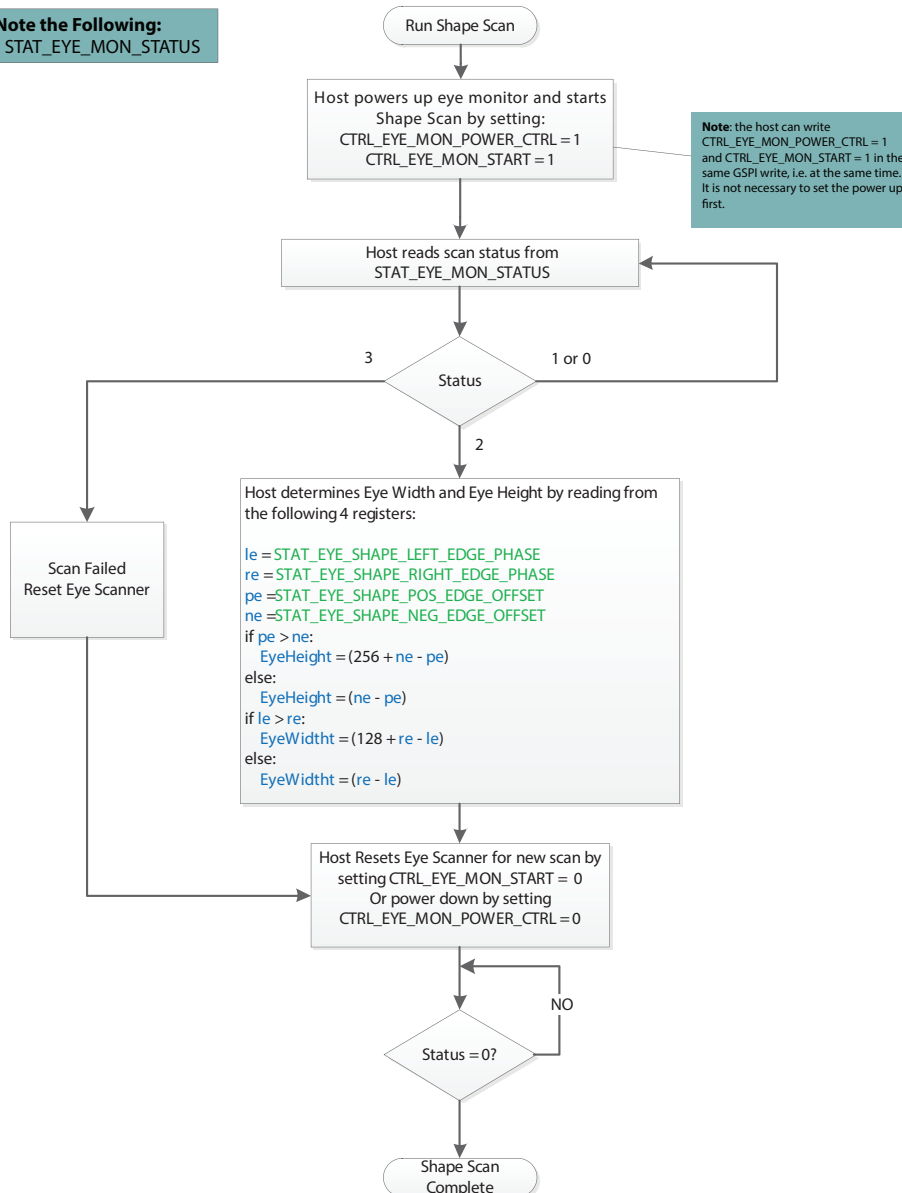 Note the Following:
STAT_EYE_MON_STATUS
Run Shape Scan
Host powers up eye monitor and starts
Shape Scan by setting:
CTRL_EYE_MON_POWER_CTRL = 1
CTRL_EYE_MON_START = 1
Note: the host can write
CTRL_EYE_MON_POWER_CTRL = 1
and CTRL_EYE_MON_START = 1 in the
same GSPI write, i.e. at the same time.
It is not necessary to set the power up
first.
Host reads scan status from
STAT_EYE_MON_STATUS
3
1 or 0
Status
2
Host determines Eye Width and Eye Height by reading from
the following 4 registers:
le = STAT_EYE_SHAPE_LEFT_EDGE_PHASE
re = STAT_EYE_SHAPE_RIGHT_EDGE_PHASE
pe =STAT_EYE_SHAPE_POS_EDGE_OFFSET
ne =STAT_EYE_SHAPE_NEG_EDGE_OFFSET
if pe > ne:
EyeHeight = (256 + ne - pe)
else:
EyeHeight = (ne - pe)
if le > re:
EyeWidtht = (128 + re - le)
else:
EyeWidtht = (re - le)
Scan Failed
Reset Eye Scanner
Host Resets Eye Scanner for new scan by
setting CTRL_EYE_MON_START = 0
Or power down by setting
CTRL_EYE_MON_POWER_CTRL = 0
NO
Status = 0?
Shape Scan
Complete